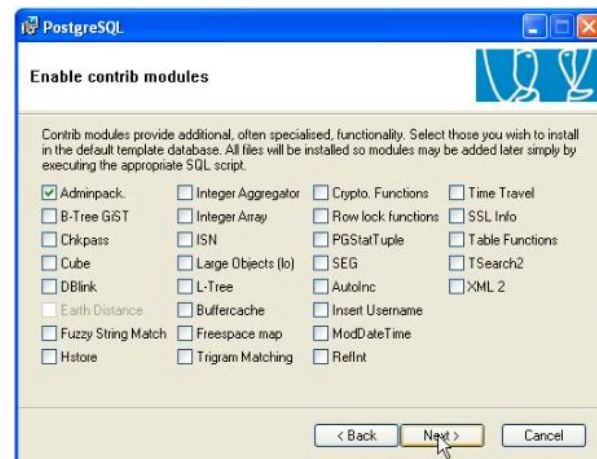 PostgreSQL
Enable contrib modules
Contrib modules provide additional, often specialised, functionality. Select those you wish to install
in the default template database. All files will be installed so modules may be added later simply by
executing the appropriate SQL script.
Adminpack. Integer Aggregator Crypto. Functions Time Travel
B-Tree GiST Integer Array Row lock functions SSL Info
Chkpass ISN PGStatTuple Table Functions
Cube Large Objects (lo) SEG TSearch2
DBlink L-Tree AutoInc XML 2
Earth Distance Buffercache Insert Username
Fuzzy String Match Freespace map ModDateTime
Hstore Trigram Matching RefInt
< Back Next > Cancel